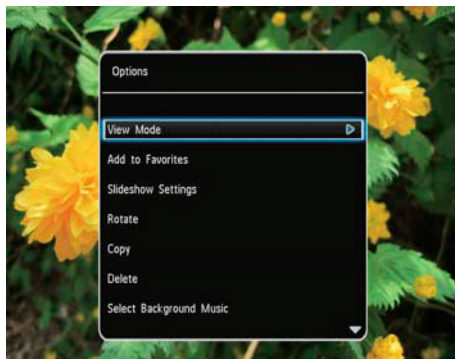 Options
View Mode
Add to Favorites
Slideshow Settings
Rotate
Copy
Delete
Select Background Music